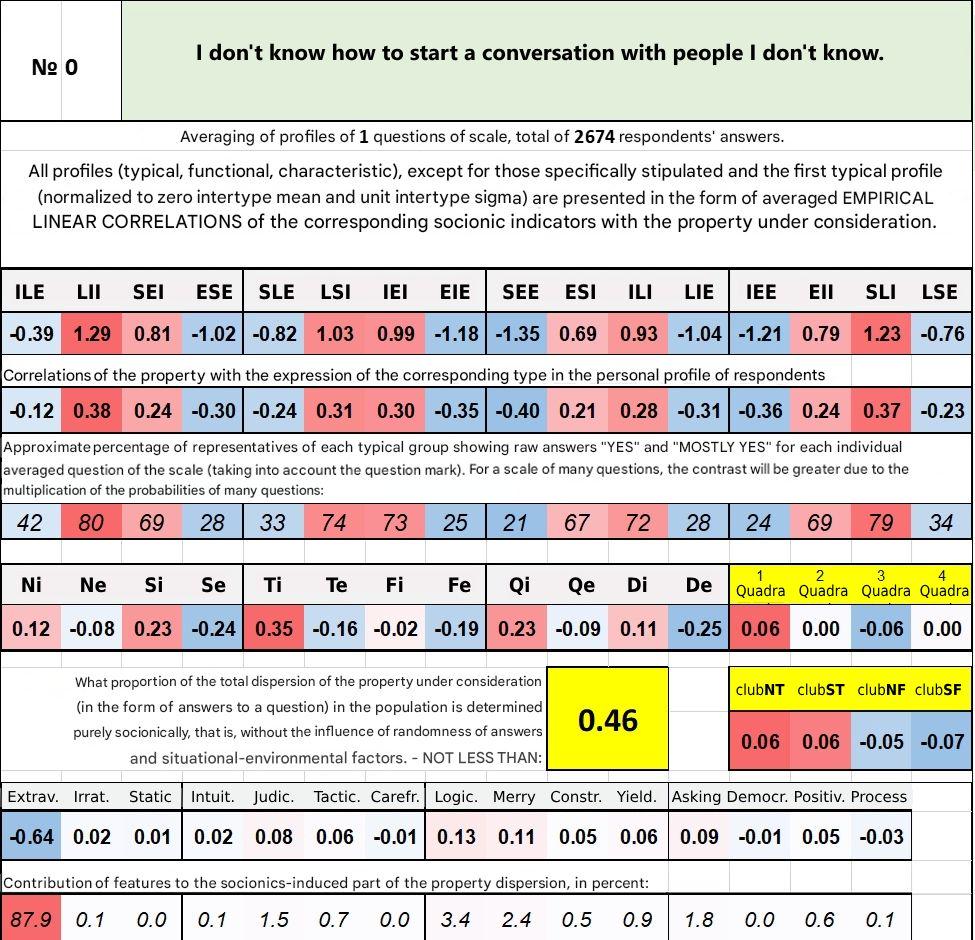 № 0
I don't know how to start a conversation with people I don't know.
Averaging of profiles of 1 questions of scale, total of 2674 respondents' answers.
All profiles (typical, functional, characteristic), except for those specifically stipulated and the first typical profile
(normalized to zero intertype mean and unit intertype sigma) are presented in the form of averaged EMPIRICAL
LINEAR CORRELATIONS of the corresponding socionic indicators with the property under consideration.
ILE LII SEI ESE SLE LSI IEI EIE SEE ESI ILI LIE IEE EII SLI LSE
-0.39 1.29 0.81 -1.02 -0.82 1.03 0.99 -1.18 -1.35 0.69 0.93 -1.04 -1.21 0.79 1.23 -0.76
Correlations of the property with the expression of the corresponding type in the personal profile of respondents
-0.12 0.38 0.24 -0.30 -0.24 0.31 0.30 -0.35 -0.40 0.21 0.28 -0.31 -0.36 0.24 0.37 -0.23
Approximate percentage of representatives of each typical group showing raw answers "YES" and "MOSTLY YES" for each individual
averaged question of the scale (taking into account the question mark). For a scale of many questions, the contrast will be greater due to the
multiplication of the probabilities of many questions:
42 80 69 28 33 74 73 25 21 67 72 28 24 69 79 34
Ni Ne Si Se Ti Te Fi Fe Qi Qe Di De
1 2 3 4
Quadra Quadra Quadra Quadra
0.12 -0.08 0.23 -0.24 0.35 -0.16 -0.02 -0.19 0.23 -0.09 0.11 -0.25 0.06 0.00 -0.06 0.00
What proportion of the total dispersion of the property under consideration
(in the form of answers to a question) in the population is determined
purely socionically, that is, without the influence of randomness of answers
and situational-environmental factors. - NOT LESS THAN:
0.46
clubNT clubST clubNF clubSF
0.06 0.06 -0.05 -0.07
Extrav. Irrat. Static Intuit. Judic. Tactic. Carefr. Logic. Merry Constr. Yield. Asking Democr. Positiv. Process
-0.64 0.02 0.01 0.02 0.08 0.06 -0.01 0.13 0.11 0.05 0.06 0.09 -0.01 0.05 -0.03
Contribution of features to the socionics-induced part of the property dispersion, in percent:
87.9 0.1 0.0 0.1 1.5 0.7 0.0 3.4 2.4 0.5 0.9 1.8 0.0 0.6 0.1